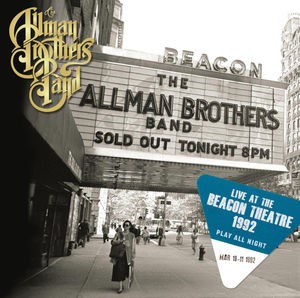 The Allman
Brothers
Band
BEACON
THE
ALLMAN BROTHERS
BAND
SOLD OUT TONIGHT 8PM
LIVE AT THE
BEACON THEATRE
1992
PLAY ALL NIGHT
MAR 10-11 1992